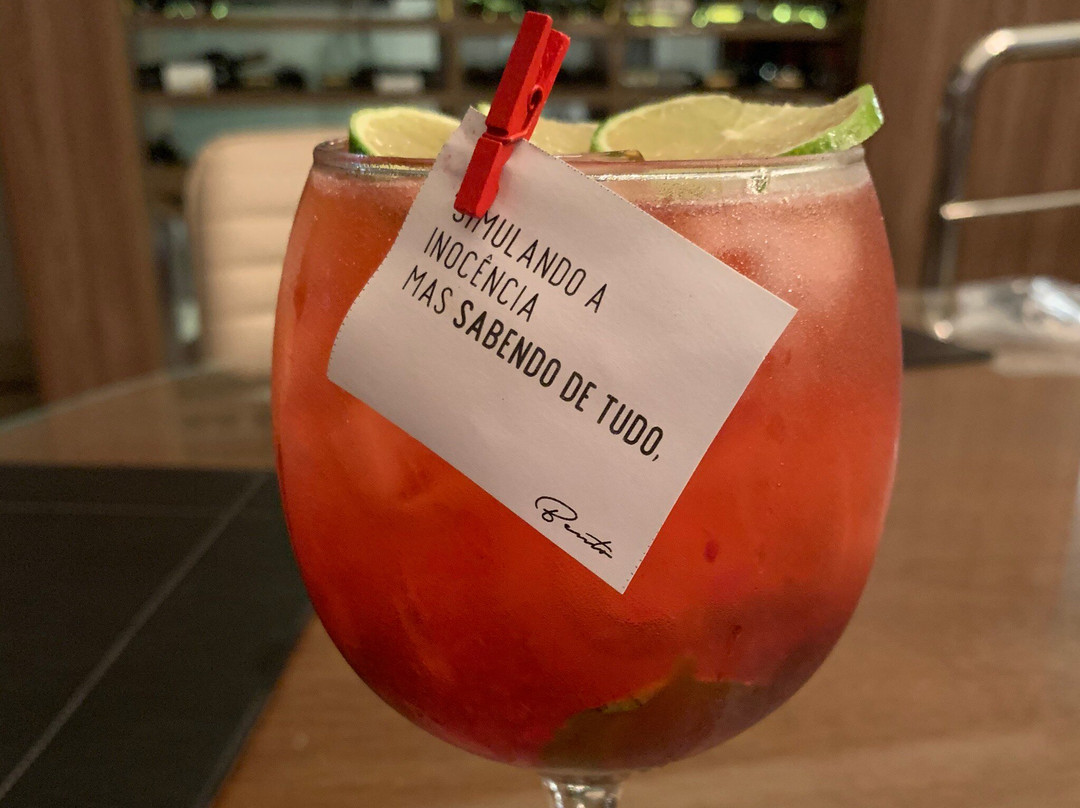 SIMULANDO A
INOCÊNCIA
MAS SABENDO DE TUDO,
Bento